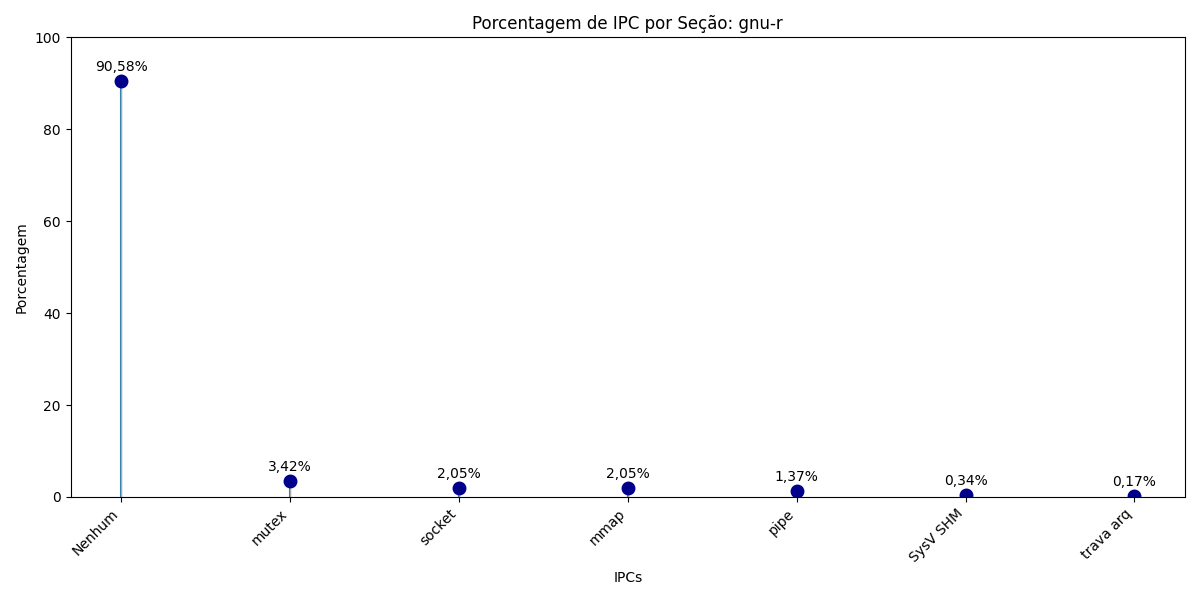 Porcentagem de IPC por Seção: gnu-r
100
80
60
40
20
0
Porcentagem
90,58%
3,42%
2,05%
2,05%
1,37%
0,34%
0,17%
Nenhum
mutex
socket
mmap
pipe
SysV SHM
trava arq
IPCs